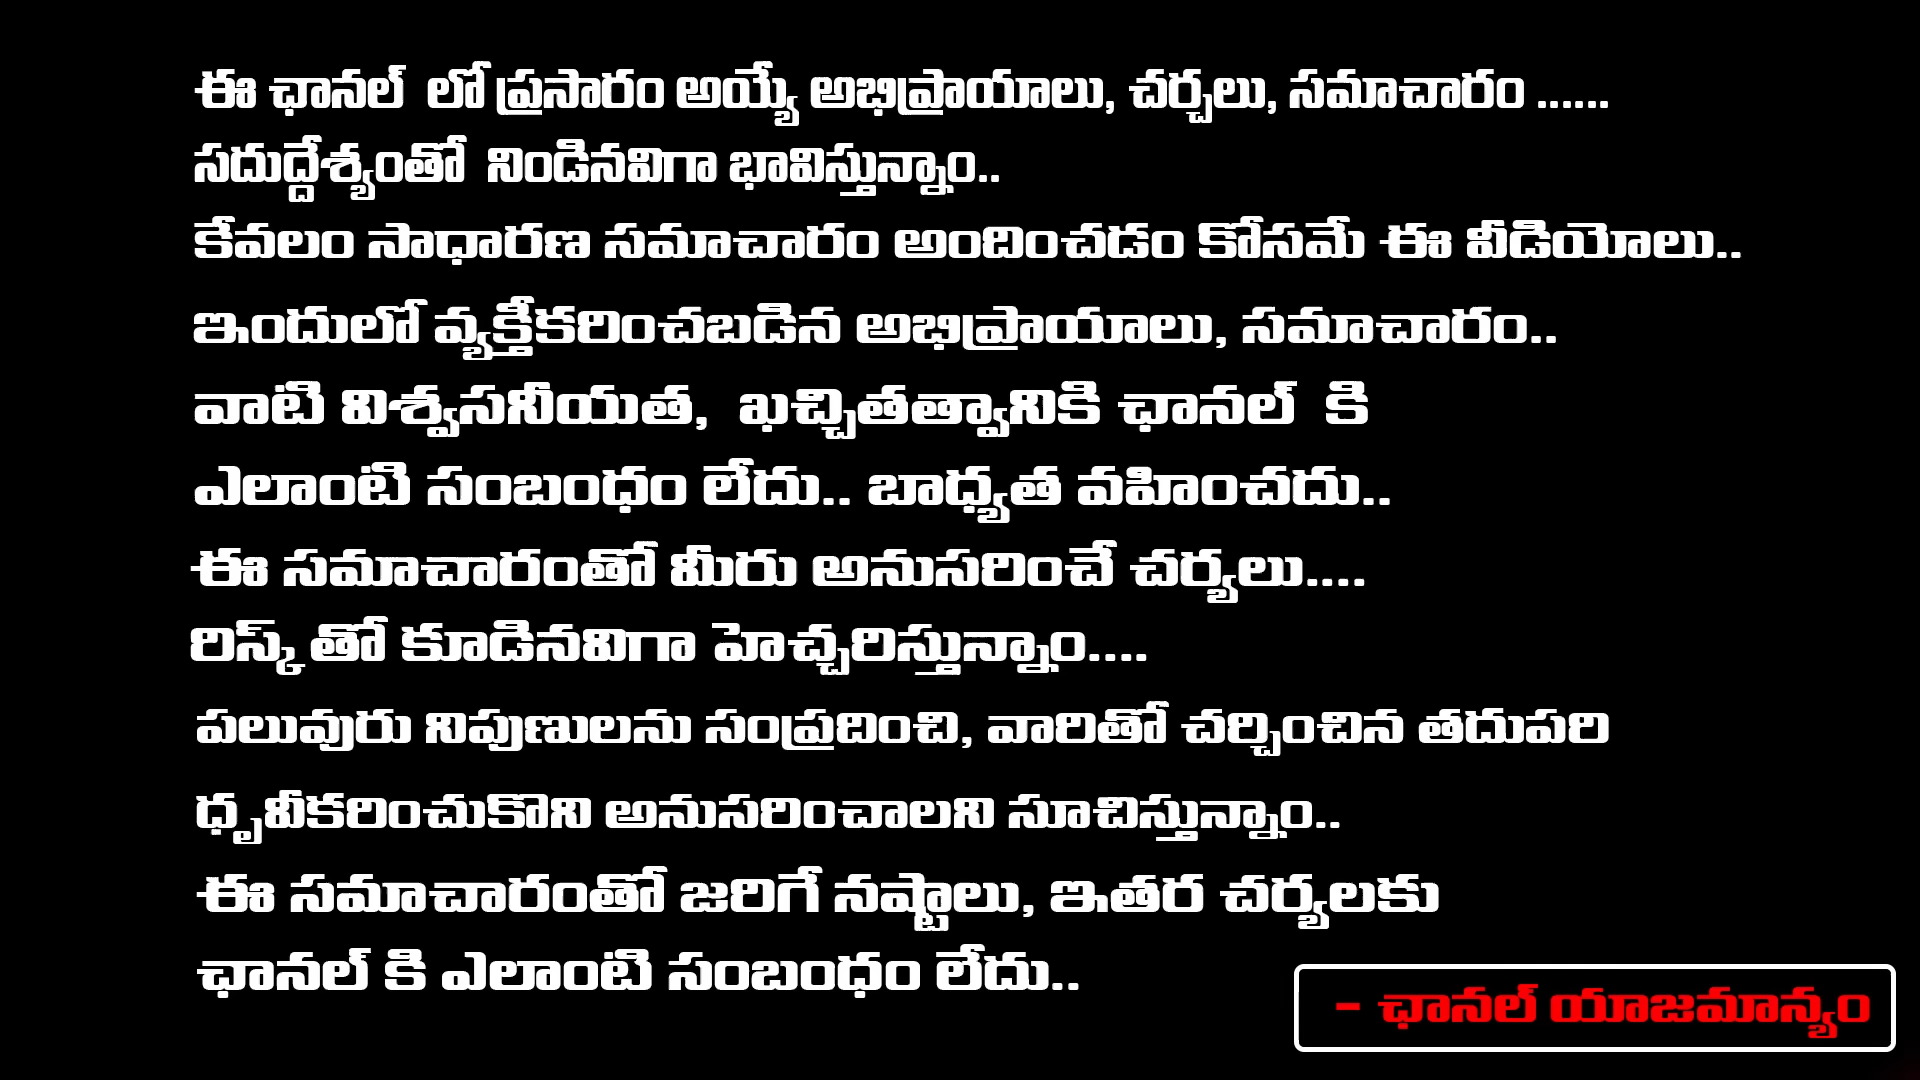 ఈ ఛానల్ లో ప్రసారం అయ్యే అభిప్రాయాలు, చర్చలు, సమాచారం ......
సదుద్దేశ్యంతో నిండినవిగా భావిస్తున్నాం..
కేవలం సాధారణ సమాచారం అందించడం కోసమే ఈ వీడియోలు..
ఇందులో వ్యక్తీకరించబడిన అభిప్రాయాలు, సమాచారం..
వాటి విశ్వసనీయత, ఖచ్చితత్వానికి ఛానల్ కి
ఎలాంటి సంబంధం లేదు.. బాధ్యత వహించదు..
ఈ సమాచారంతో మీరు అనుసరించే చర్యలు....
రిస్క్ తో కూడినవిగా హెచ్చరిస్తున్నాం....
పలువురు నిపుణులను సంప్రదించి, వారితో చర్చించిన తదుపరి
ధృవీకరించుకొని అనుసరించాలని సూచిస్తున్నాం..
ఈ సమాచారంతో జరిగే నష్టాలు, ఇతర చర్యలకు
ఛానల్ కి ఎలాంటి సంబంధం లేదు..
- ఛానల్ యాజమాన్యం